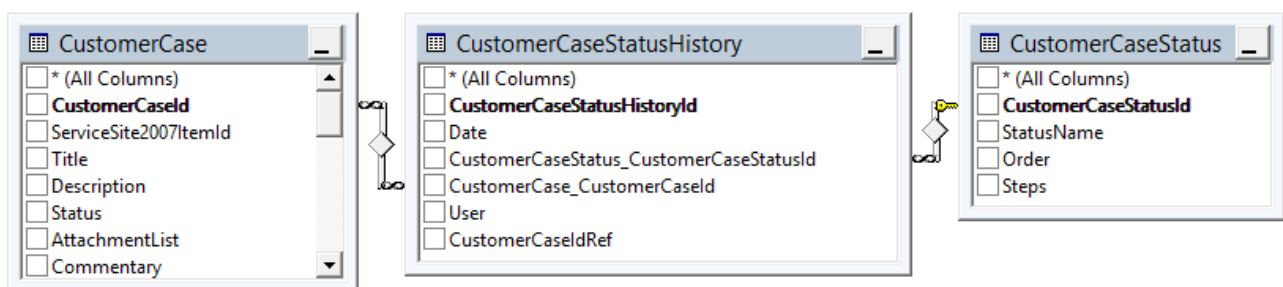 CustomerCase
* (All Columns)
CustomerCaseId
ServiceSite2007ItemId
Title
Description
Status
AttachmentList
Commentary
CustomerCaseStatusHistory
* (All Columns)
CustomerCaseStatusHistoryId
Date
CustomerCaseStatus_CustomerCaseStatusId
CustomerCase_CustomerCaseId
User
CustomerCaseIdRef
CustomerCaseStatus
* (All Columns)
CustomerCaseStatusId
StatusName
Order
Steps